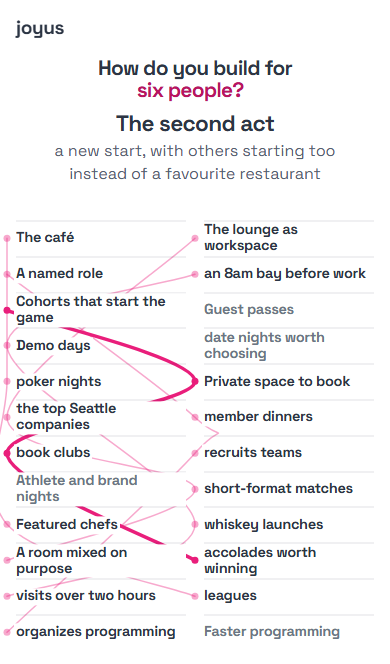 joyus
How do you build for
six people?
The second act
a new start, with others starting too
instead of a favourite restaurant
The café
A named role
Cohorts that start the
game
Demo days
poker nights
the top Seattle
companies
book clubs
Athlete and brand
nights
Featured chefs
A room mixed on
purpose
visits over two hours
organizes programming
The lounge as
workspace
an 8am bay before work
Guest passes
date nights worth
choosing
Private space to book
member dinners
recruits teams
short-format matches
whiskey launches
accolades worth
winning
leagues
Faster programming